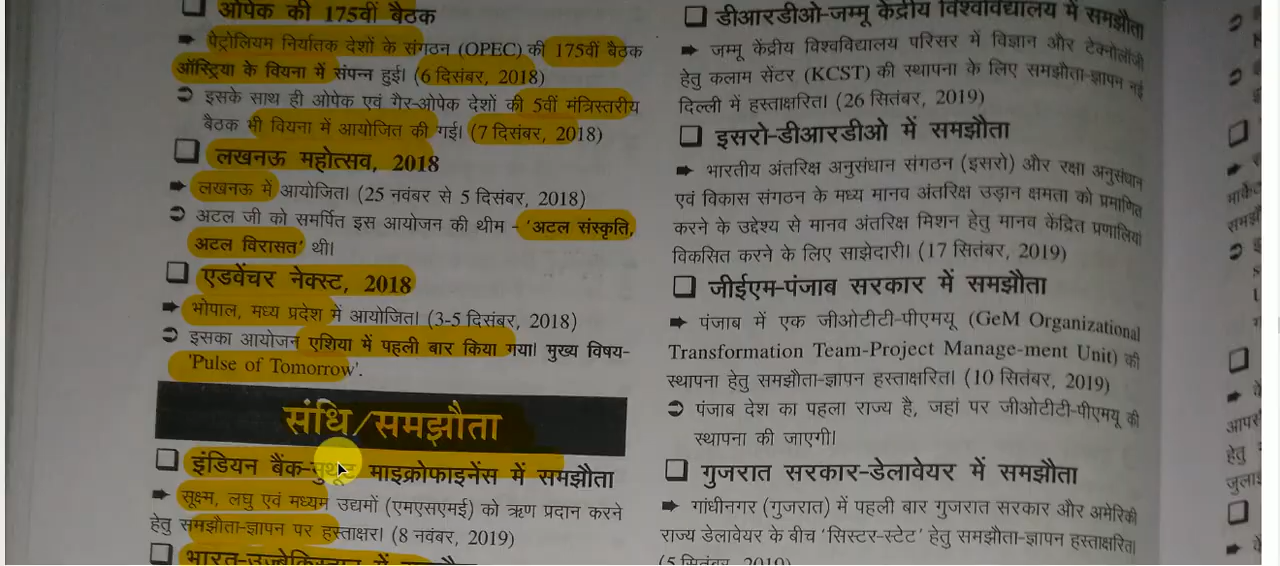 ओपेक की 175वीं बैठक
➡ पेट्रोलियम निर्यातक देशों के संगठन (OPEC) की 175वीं बैठक
ऑस्ट्रिया के वियना में संपन्न हुई। (6 दिसंबर, 2018)
⊃ इसके साथ ही ओपेक एवं गैर-ओपेक देशों की 5वीं मंत्रिस्तरीय
बैठक भी वियना में आयोजित की गई। (7 दिसंबर, 2018)
❑ लखनऊ महोत्सव, 2018
➡ लखनऊ में आयोजित। (25 नवंबर से 5 दिसंबर, 2018)
⊃ अटल जी को समर्पित इस आयोजन की थीम - 'अटल संस्कृति,
अटल विरासत' थी।
❑ एडवेंचर नेक्स्ट, 2018
➡ भोपाल, मध्य प्रदेश में आयोजित। (3-5 दिसंबर, 2018)
⊃ इसका आयोजन एशिया में पहली बार किया गया। मुख्य विषय-
'Pulse of Tomorrow'.
संधि/समझौता
❑ इंडियन बैंक-मुथूट माइक्रोफाइनेंस में समझौता
➡ सूक्ष्म, लघु एवं मध्यम उद्यमों (एमएसएमई) को ऋण प्रदान करने
हेतु समझौता-ज्ञापन पर हस्ताक्षर। (8 नवंबर, 2019)
❑ भारत-उज्बेकिस्तान में
❑ डीआरडीओ-जम्मू केंद्रीय विश्वविद्यालय में समझौता
➡ जम्मू केंद्रीय विश्वविद्यालय परिसर में विज्ञान और टेक्नोलॉजी
हेतु कलाम सेंटर (KCST) की स्थापना के लिए समझौता-ज्ञापन नई
दिल्ली में हस्ताक्षरित। (26 सितंबर, 2019)
❑ इसरो-डीआरडीओ में समझौता
➡ भारतीय अंतरिक्ष अनुसंधान संगठन (इसरो) और रक्षा अनुसंधान
एवं विकास संगठन के मध्य मानव अंतरिक्ष उड़ान क्षमता को प्रमाणित
करने के उद्देश्य से मानव अंतरिक्ष मिशन हेतु मानव केंद्रित प्रणालियां
विकसित करने के लिए साझेदारी। (17 सितंबर, 2019)
❑ जीईएम-पंजाब सरकार में समझौता
➡ पंजाब में एक जीओटीटी-पीएमयू (GeM Organizational
Transformation Team-Project Manage-ment Unit) की
स्थापना हेतु समझौता-ज्ञापन हस्ताक्षरित। (10 सितंबर, 2019)
⊃ पंजाब देश का पहला राज्य है, जहां पर जीओटीटी-पीएमयू की
स्थापना की जाएगी।
❑ गुजरात सरकार-डेलावेयर में समझौता
➡ गांधीनगर (गुजरात) में पहली बार गुजरात सरकार और अमेरिकी
राज्य डेलावेयर के बीच 'सिस्टर-स्टेट' हेतु समझौता-ज्ञापन हस्ताक्षरित।
(5 सितंबर, 2019)